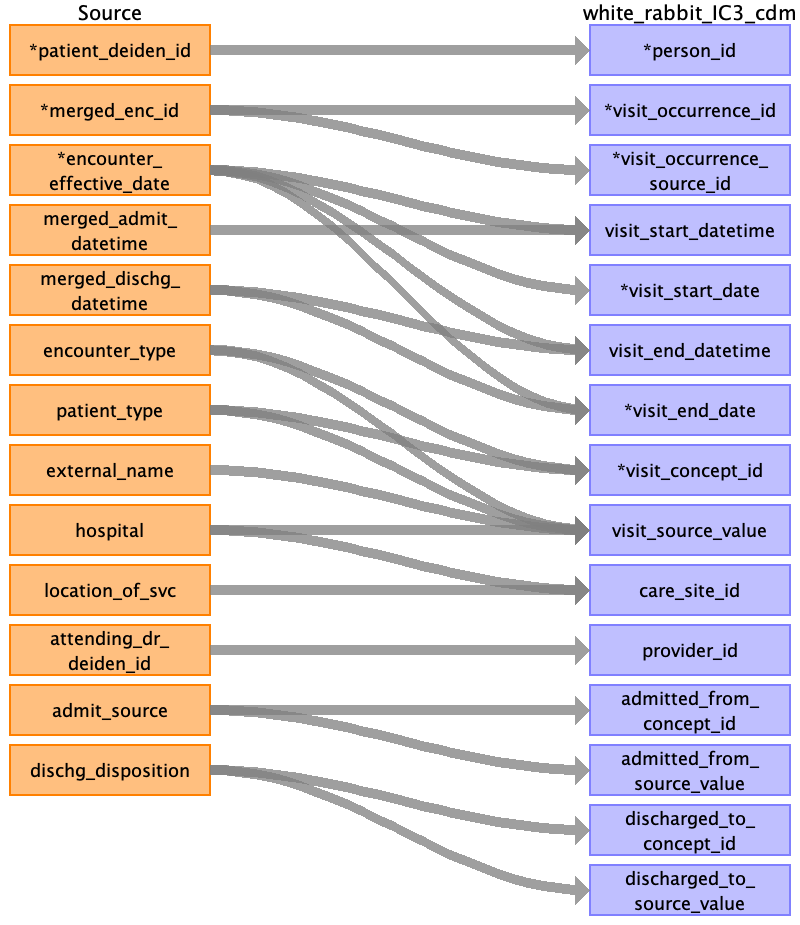 Source
white_rabbit_IC3_cdm
*patient_deiden_id
*person_id
*merged_enc_id
*visit_occurrence_id
*encounter_
effective_date
*visit_occurrence_
source_id
merged_admit_
datetime
visit_start_datetime
merged_dischg_
datetime
*visit_start_date
encounter_type
visit_end_datetime
patient_type
*visit_end_date
external_name
*visit_concept_id
hospital
visit_source_value
location_of_svc
care_site_id
attending_dr_
deiden_id
provider_id
admit_source
admitted_from_
concept_id
dischg_disposition
admitted_from_
source_value
discharged_to_
concept_id
discharged_to_
source_value